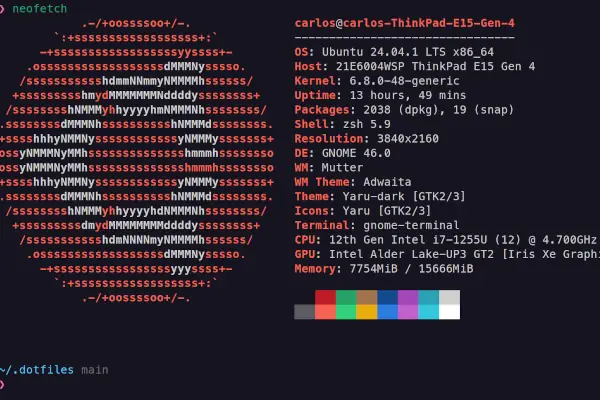 ❯ neofetch
.-/+oossssoo+/-.
`:+ssssssssssssssssss+:`
-+ssssssssssssssssssyyssss+-
.ossssssssssssssssssdMMMNysssso.
/ssssssssssshdmmNNmmyNMMMMhssssss/
+ssssssssshmydMMMMMMMNddddyssssssss+
/sssssssshNMMMyhhyyyyhmNMMMNhssssssss/
.ssssssssdMMMNhsssssssssshNMMMdssssssss.
+sssshhhyNMMNyssssssssssssyNMMMysssssss+
ossyNMMMNyMMhsssssssssssssshmmmhssssssso
ossyNMMMNyMMhsssssssssssssshmmmhssssssso
+sssshhhyNMMNyssssssssssssyNMMMysssssss+
.ssssssssdMMMNhsssssssssshNMMMdssssssss.
/sssssssshNMMMyhhyyyyhdNMMMNhssssssss/
+sssssssssdmydMMMMMMMMddddyssssssss+
/ssssssssssshdmNNNNmyNMMMMhssssss/
.ossssssssssssssssssdMMMNysssso.
-+sssssssssssssssssyyyssss+-
`:+ssssssssssssssssss+:`
.-/+oossssoo+/-.
carlos@carlos-ThinkPad-E15-Gen-4
--------------------------------
OS: Ubuntu 24.04.1 LTS x86_64
Host: 21E6004WSP ThinkPad E15 Gen 4
Kernel: 6.8.0-48-generic
Uptime: 13 hours, 49 mins
Packages: 2038 (dpkg), 19 (snap)
Shell: zsh 5.9
Resolution: 3840x2160
DE: GNOME 46.0
WM: Mutter
WM Theme: Adwaita
Theme: Yaru-dark [GTK2/3]
Icons: Yaru [GTK2/3]
Terminal: gnome-terminal
CPU: 12th Gen Intel i7-1255U (12) @ 4.700GHz
GPU: Intel Alder Lake-UP3 GT2 [Iris Xe Graphi
Memory: 7754MiB / 15666MiB
~/.dotfiles main
❯